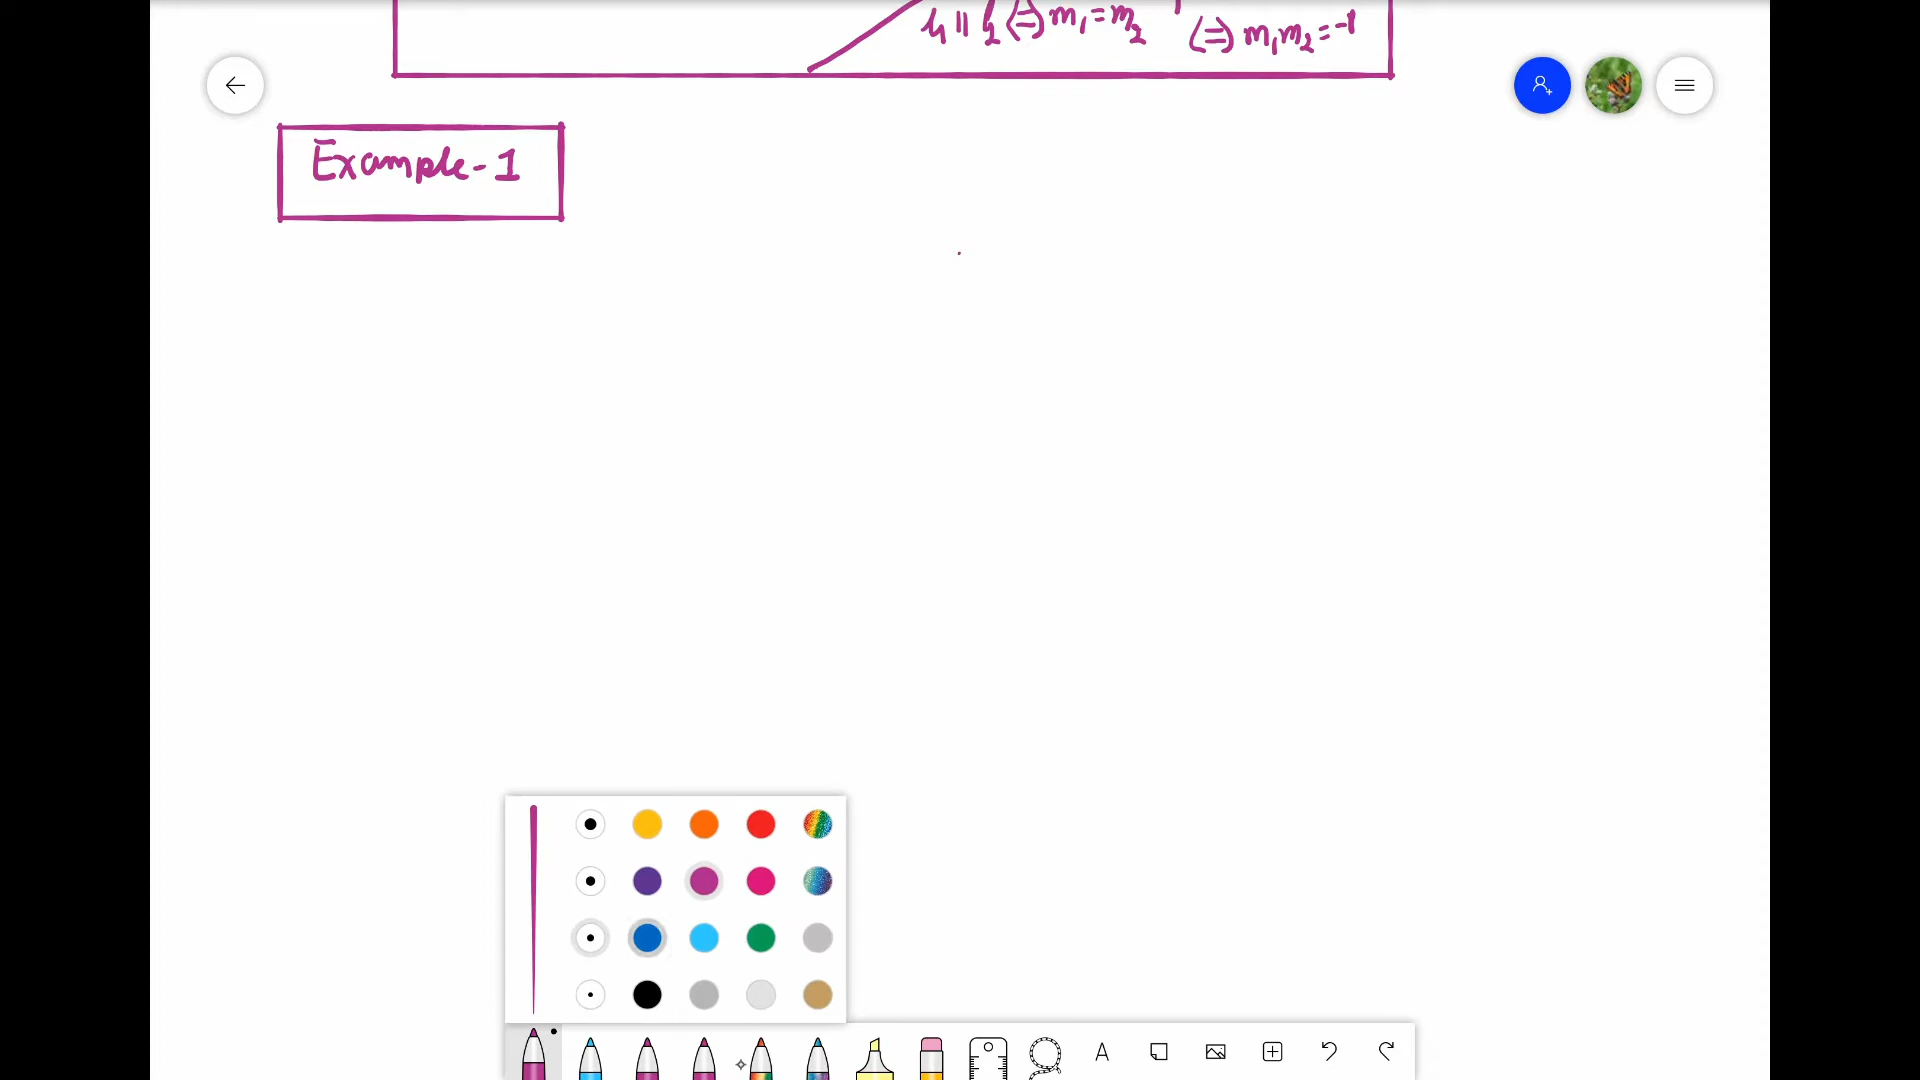 l₁ ∥ l₂ (=) m₁ = m₂
(=) m₁m₂ = -1
Example-1
A